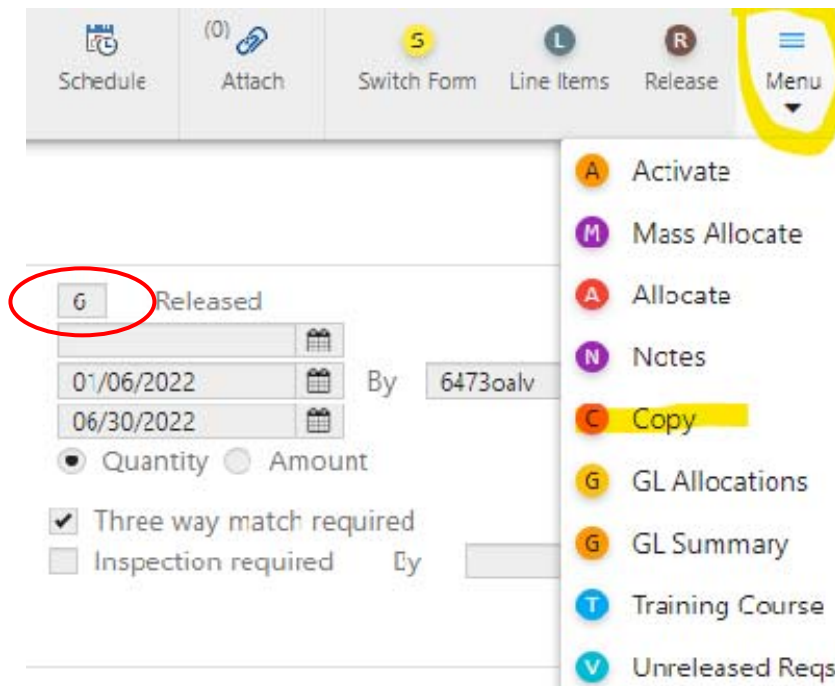 (0)
Schedule Attach S Switch Form L Line Items R Release Menu
A Activate
M Mass Allocate
6 Released
A Allocate
N Notes
01/06/2022 By 6473oalv
06/30/2022
C Copy
Quantity Amount
G GL Allocations
Three way match required
G GL Summary
Inspection required By
T Training Course
V Unreleased Reqs